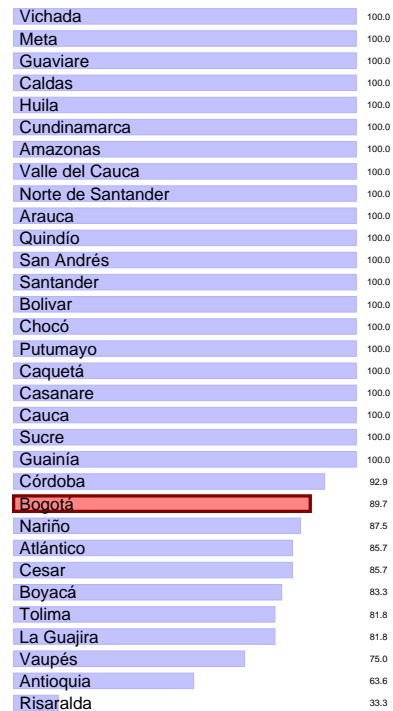 Vichada 100.0
Meta 100.0
Guaviare 100.0
Caldas 100.0
Huila 100.0
Cundinamarca 100.0
Amazonas 100.0
Valle del Cauca 100.0
Norte de Santander 100.0
Arauca 100.0
Quindío 100.0
San Andrés 100.0
Santander 100.0
Bolivar 100.0
Chocó 100.0
Putumayo 100.0
Caquetá 100.0
Casanare 100.0
Cauca 100.0
Sucre 100.0
Guainía 100.0
Córdoba 92.9
Bogotá 89.7
Nariño 87.5
Atlántico 85.7
Cesar 85.7
Boyacá 83.3
Tolima 81.8
La Guajira 81.8
Vaupés 75.0
Antioquia 63.6
Risaralda 33.3